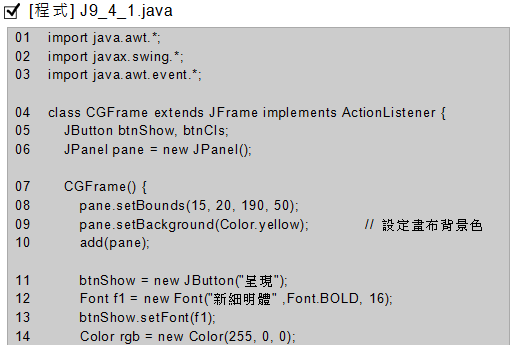 [程式] J9_4_1.java
01 import java.awt.*;
02 import javax.swing.*;
03 import java.awt.event.*;
04 class CGFrame extends JFrame implements ActionListener {
05 JButton btnShow, btnCls;
06 JPanel pane = new JPanel();
07 CGFrame() {
08 pane.setBounds(15, 20, 190, 50);
09 pane.setBackground(Color.yellow); // 設定畫布背景色
10 add(pane);
11 btnShow = new JButton("呈現");
12 Font f1 = new Font("新細明體" ,Font.BOLD, 16);
13 btnShow.setFont(f1);
14 Color rgb = new Color(255, 0, 0);